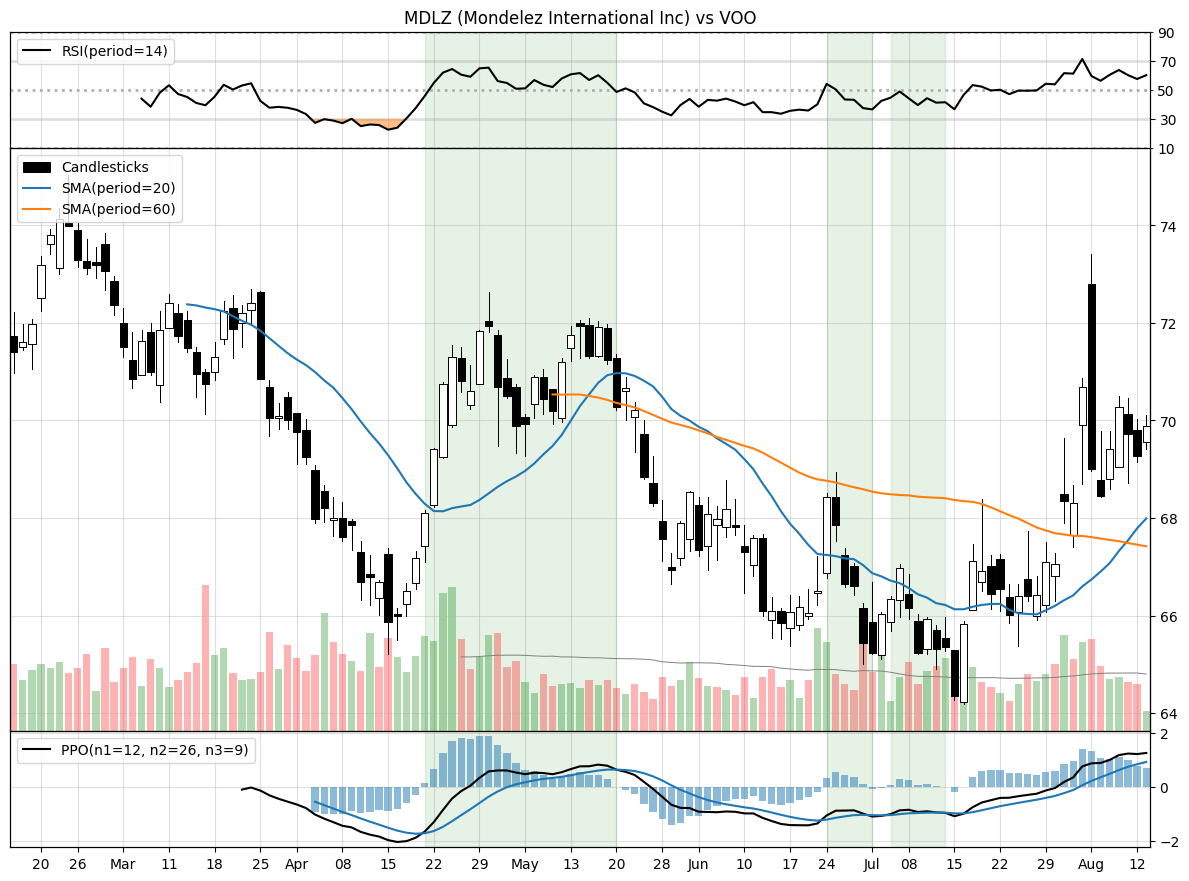 MDLZ (Mondelez International Inc) vs VOO
RSI(period=14)
90
70
50
30
10
Candlesticks
SMA(period=20)
SMA(period=60)
74
72
70
68
66
64
PPO(n1=12, n2=26, n3=9)
2
0
−2
20 26 Mar 11 18 25 Apr 08 15 22 29 May 13 20 28 Jun 10 17 24 Jul 08 15 22 29 Aug 12